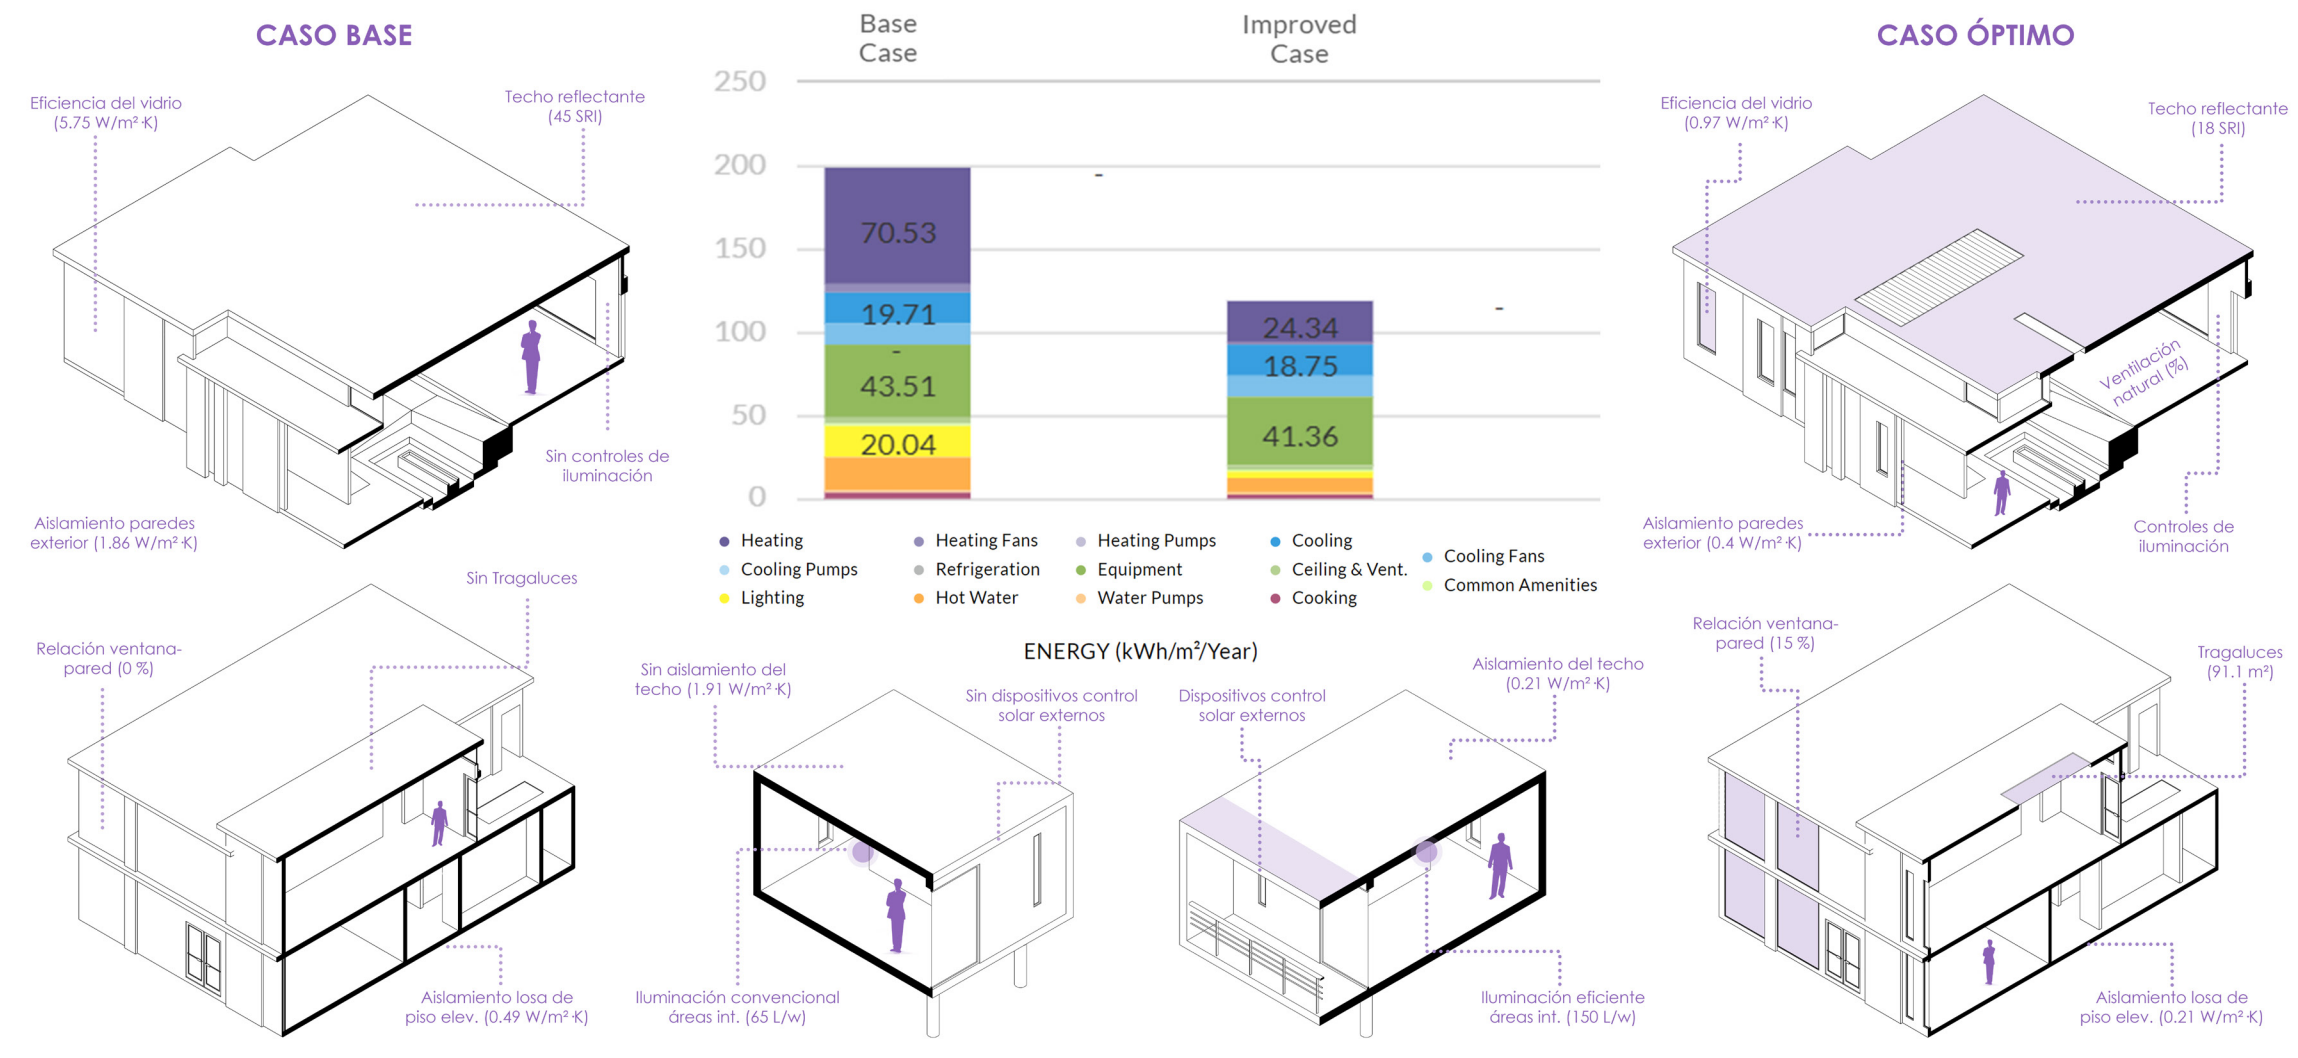 CASO BASE
Eficiencia del vidrio
(5.75 W/m²·K)
Techo reflectante
(45 SRI)
Sin controles de
iluminación
Aislamiento paredes
exterior (1.86 W/m²·K)
Base
Case
Improved
Case
250
200
150
100
50
0
70.53
19.71
-
43.51
20.04
-
24.34
18.75
41.36
-
Heating
Heating Fans
Heating Pumps
Cooling
Cooling Fans
Cooling Pumps
Refrigeration
Equipment
Ceiling & Vent.
Common Amenities
Lighting
Hot Water
Water Pumps
Cooking
ENERGY (kWh/m²/Year)
CASO ÓPTIMO
Eficiencia del vidrio
(0.97 W/m²·K)
Techo reflectante
(18 SRI)
Ventilación
natural (%)
Aislamiento paredes
exterior (0.4 W/m²·K)
Controles de
iluminación
Sin Tragaluces
Relación ventana-
pared (0 %)
Aislamiento losa de
piso elev. (0.49 W/m²·K)
Sin aislamiento del
techo (1.91 W/m²·K)
Sin dispositivos control
solar externos
Iluminación convencional
áreas int. (65 L/w)
Dispositivos control
solar externos
Aislamiento del techo
(0.21 W/m²·K)
Iluminación eficiente
áreas int. (150 L/w)
Relación ventana-
pared (15 %)
Tragaluces
(91.1 m²)
Aislamiento losa de
piso elev. (0.21 W/m²·K)